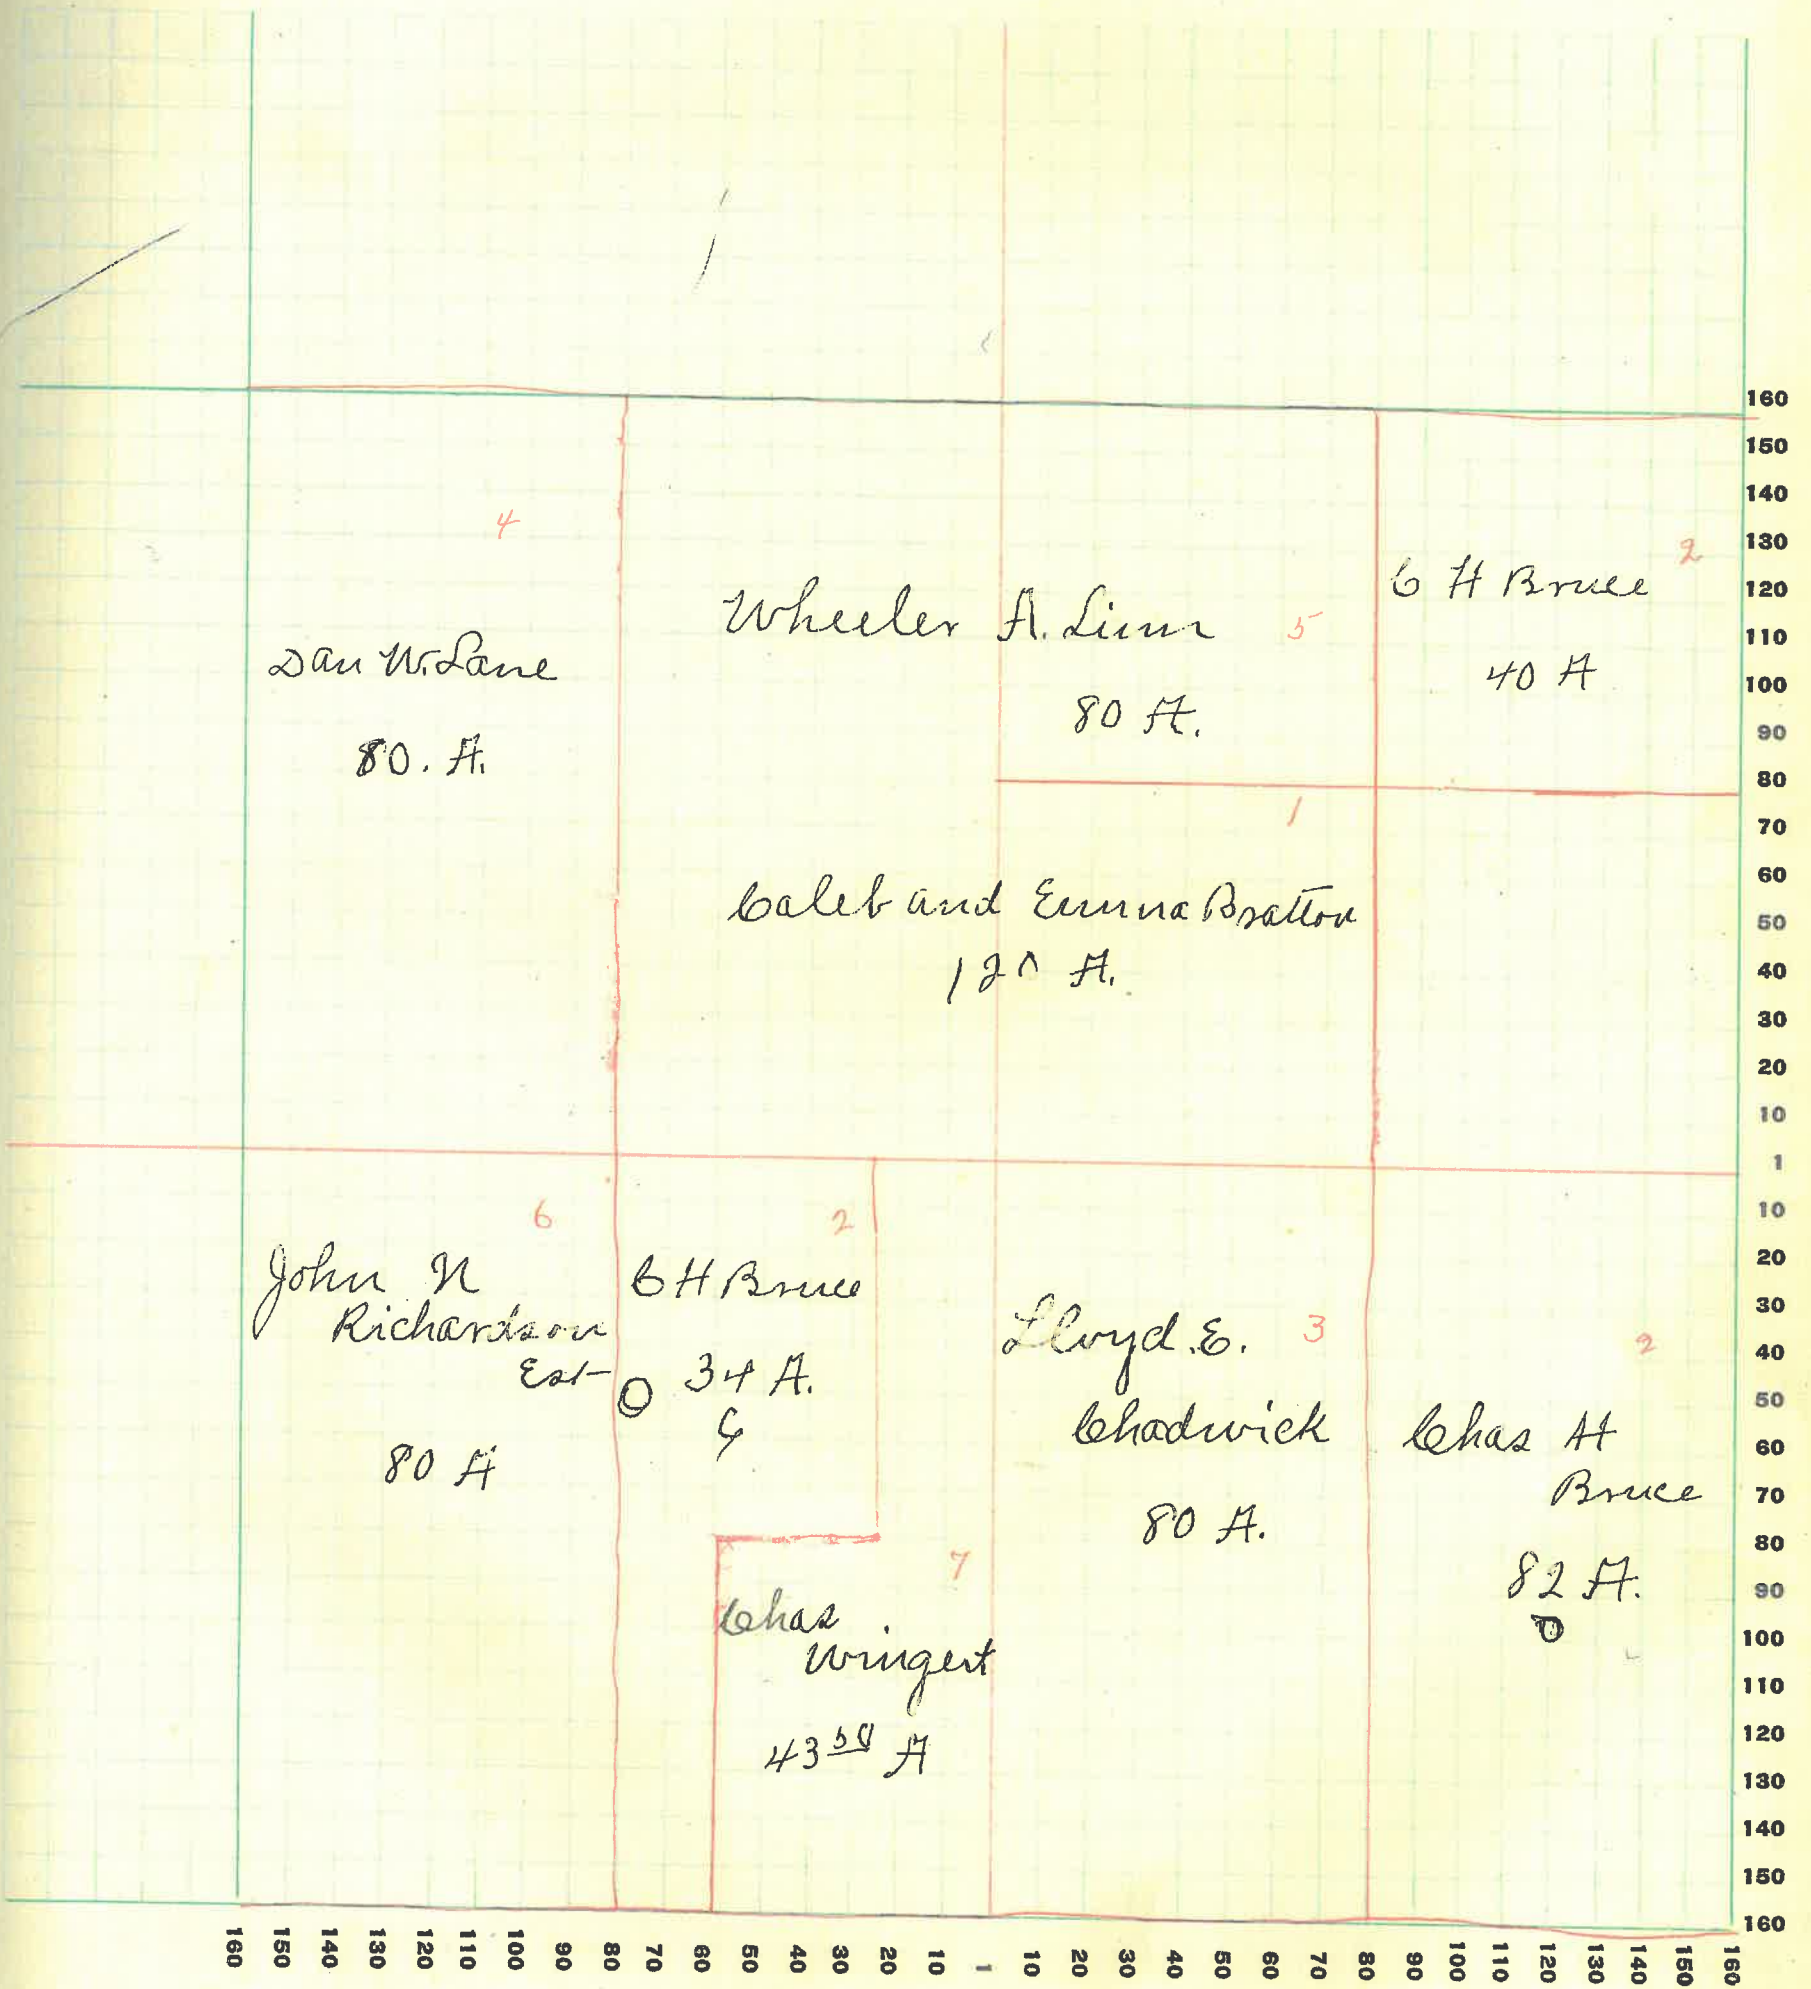 4
Dan W. Lane
80. A.
Wheeler A. Linn 5
80 A.
C H Bruce 2
40 A
1
Caleb and Emma Bratton
120 A.
6
John N
Richardson
Est
80 A
2
C H Bruce
34 A.
7
Chas
Wingert
43 50 A
Lloyd. E. 3
Chadwick
80 A.
2
Chas H
Bruce
82 A.
160
150
140
130
120
110
100
90
80
70
60
50
40
30
20
10
1
10
20
30
40
50
60
70
80
90
100
110
120
130
140
150
160
160 150 140 130 120 110 100 90 80 70 60 50 40 30 20 10 1 10 20 30 40 50 60 70 80 90 100 110 120 130 140 150 160